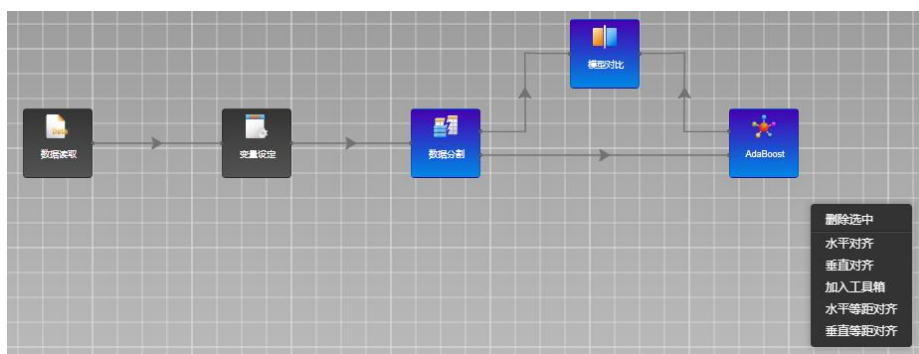 模型对比
Data
数据读取
变量设定
数据分割
AdaBoost
删除选中
水平对齐
垂直对齐
加入工具箱
水平等距对齐
垂直等距对齐